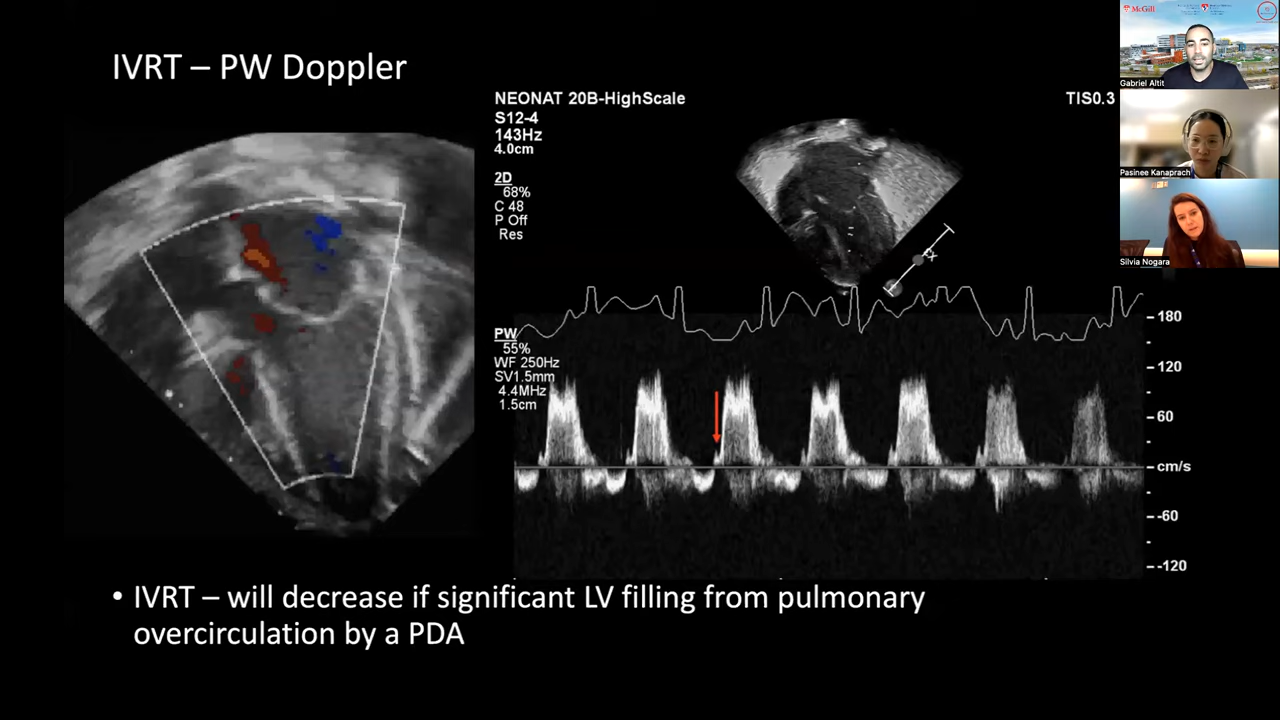 IVRT – PW Doppler
NEONAT 20B-HighScale
TIS0.3
S12-4
143Hz
4.0cm
2D
68%
C 48
P Off
Res
PW
55%
WF 250Hz
SV1.5mm
4.4MHz
1.5cm
180
120
60
cm/s
-60
-120
• IVRT – will decrease if significant LV filling from pulmonary
overcirculation by a PDA
McGill
Gabriel Altit
Pasinee Kanaprach
Silvia Nogara